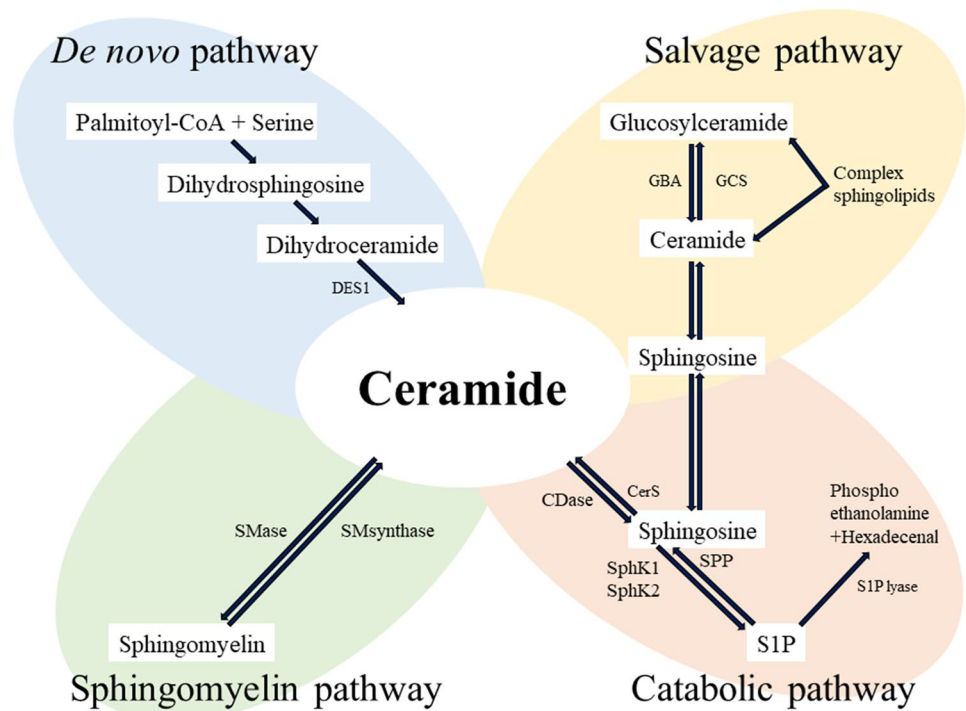 De novo pathway
Palmitoyl-CoA + Serine
Dihydrosphingosine
Dihydroceramide
DES1
Salvage pathway
Glucosylceramide
GBA
GCS
Complex
sphingolipids
Ceramide
Sphingosine
Ceramide
SMase
SMsynthase
Sphingomyelin
Sphingomyelin pathway
CDase
CerS
Sphingosine
SphK1
SphK2
SPP
S1P
Phospho
ethanolamine
+Hexadecenal
S1P lyase
Catabolic pathway